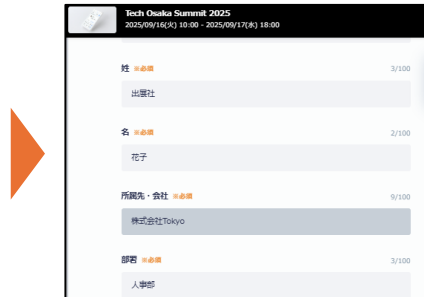 Tech Osaka Summit 2025
2025/09/16(火) 10:00 - 2025/09/17(水) 18:00
姓 ※必須
3/100
出展社
名 ※必須
2/100
花子
所属先・会社 ※必須
9/100
株式会社Tokyo
部署 ※必須
3/100
人事部